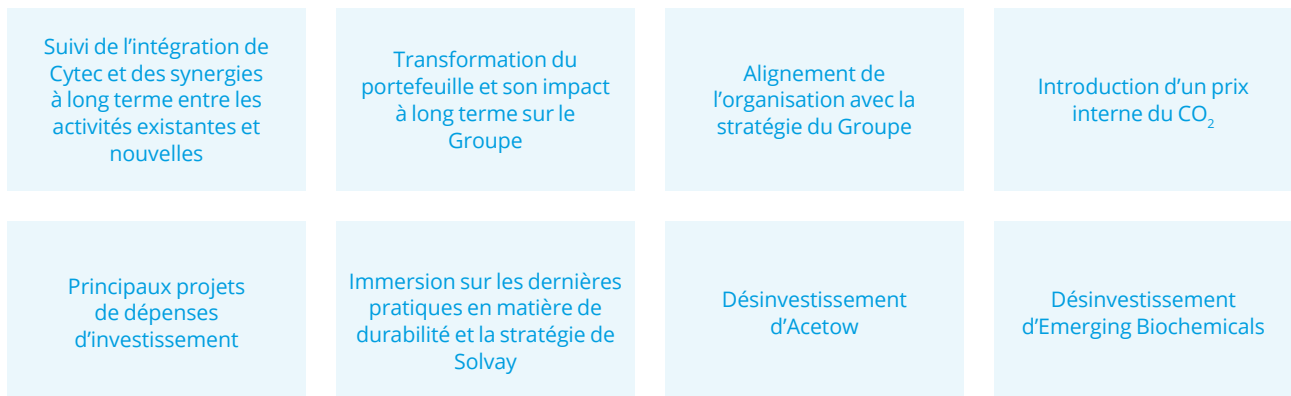 Suivi de l’intégration de
Cytec et des synergies
à long terme entre les
activités existantes et
nouvelles
Transformation du
portefeuille et son impact
à long terme sur le
Groupe
Alignement de
l’organisation avec la
stratégie du Groupe
Introduction d’un prix
interne du CO₂
Principaux projets
de dépenses
d’investissement
Immersion sur les dernières
pratiques en matière de
durabilité et la stratégie de
Solvay
Désinvestissement
d’Acetow
Désinvestissement
d’Emerging Biochemicals